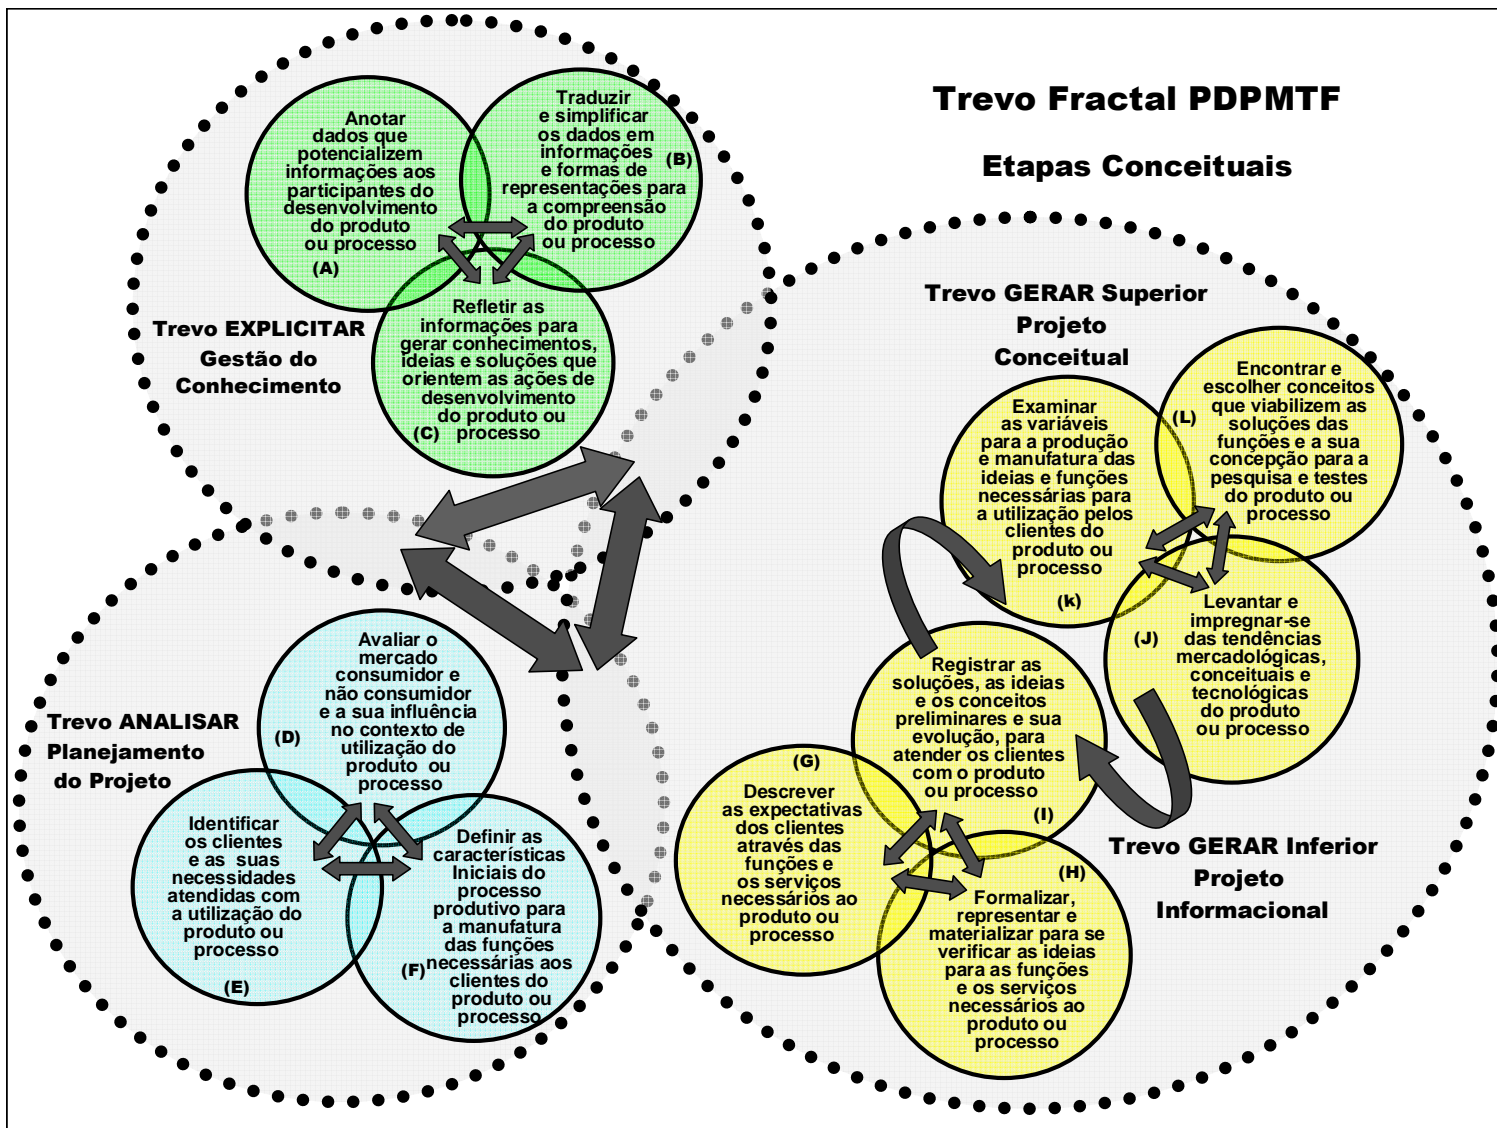 Trevo Fractal PDPMTF
Etapas Conceituais
Anotar
dados que
potencializem
informações aos
participantes do
desenvolvimento
do produto
ou processo
(A)
Traduzir
e simplificar
os dados em
informações
e formas de
representações para
a compreensão
do produto
ou processo
(B)
Trevo EXPLICITAR
Gestão do
Conhecimento
Refletir as
informações para
gerar conhecimentos,
ideias e soluções que
orientem as ações de
desenvolvimento
do produto ou
processo
(C)
Trevo GERAR Superior
Projeto
Conceitual
Examinar
as variáveis
para a produção
e manufatura das
ideias e funções
necessárias para
a utilização pelos
clientes do
produto ou
processo
(k)
Encontrar e
escolher conceitos
que viabilizem as
soluções das
funções e a sua
concepção para a
pesquisa e testes
do produto ou
processo
(L)
Levantar e
impregnar-se
das tendências
mercadológicas,
conceituais e
tecnológicas
do produto
ou processo
(J)
Trevo ANALISAR
Planejamento
do Projeto
Avaliar o
mercado
consumidor e
não consumidor
e a sua influência
no contexto de
utilização do
produto ou
processo
(D)
Identificar
os clientes
e as suas
necessidades
atendidas com
a utilização do
produto ou
processo
(E)
Definir as
características
Iniciais do
processo
produtivo para
a manufatura
das funções
necessárias aos
clientes do
produto ou
processo
(F)
Registrar as
soluções, as ideias
e os conceitos
preliminares e sua
evolução, para
atender os clientes
com o produto
ou processo
(I)
(G)
Descrever
as expectativas
dos clientes
através das
funções e
os serviços
necessários ao
produto ou
processo
(H)
Formalizar,
representar e
materializar para se
verificar as ideias
para as funções
e os serviços
necessários ao
produto ou
processo
Trevo GERAR Inferior
Projeto
Informacional